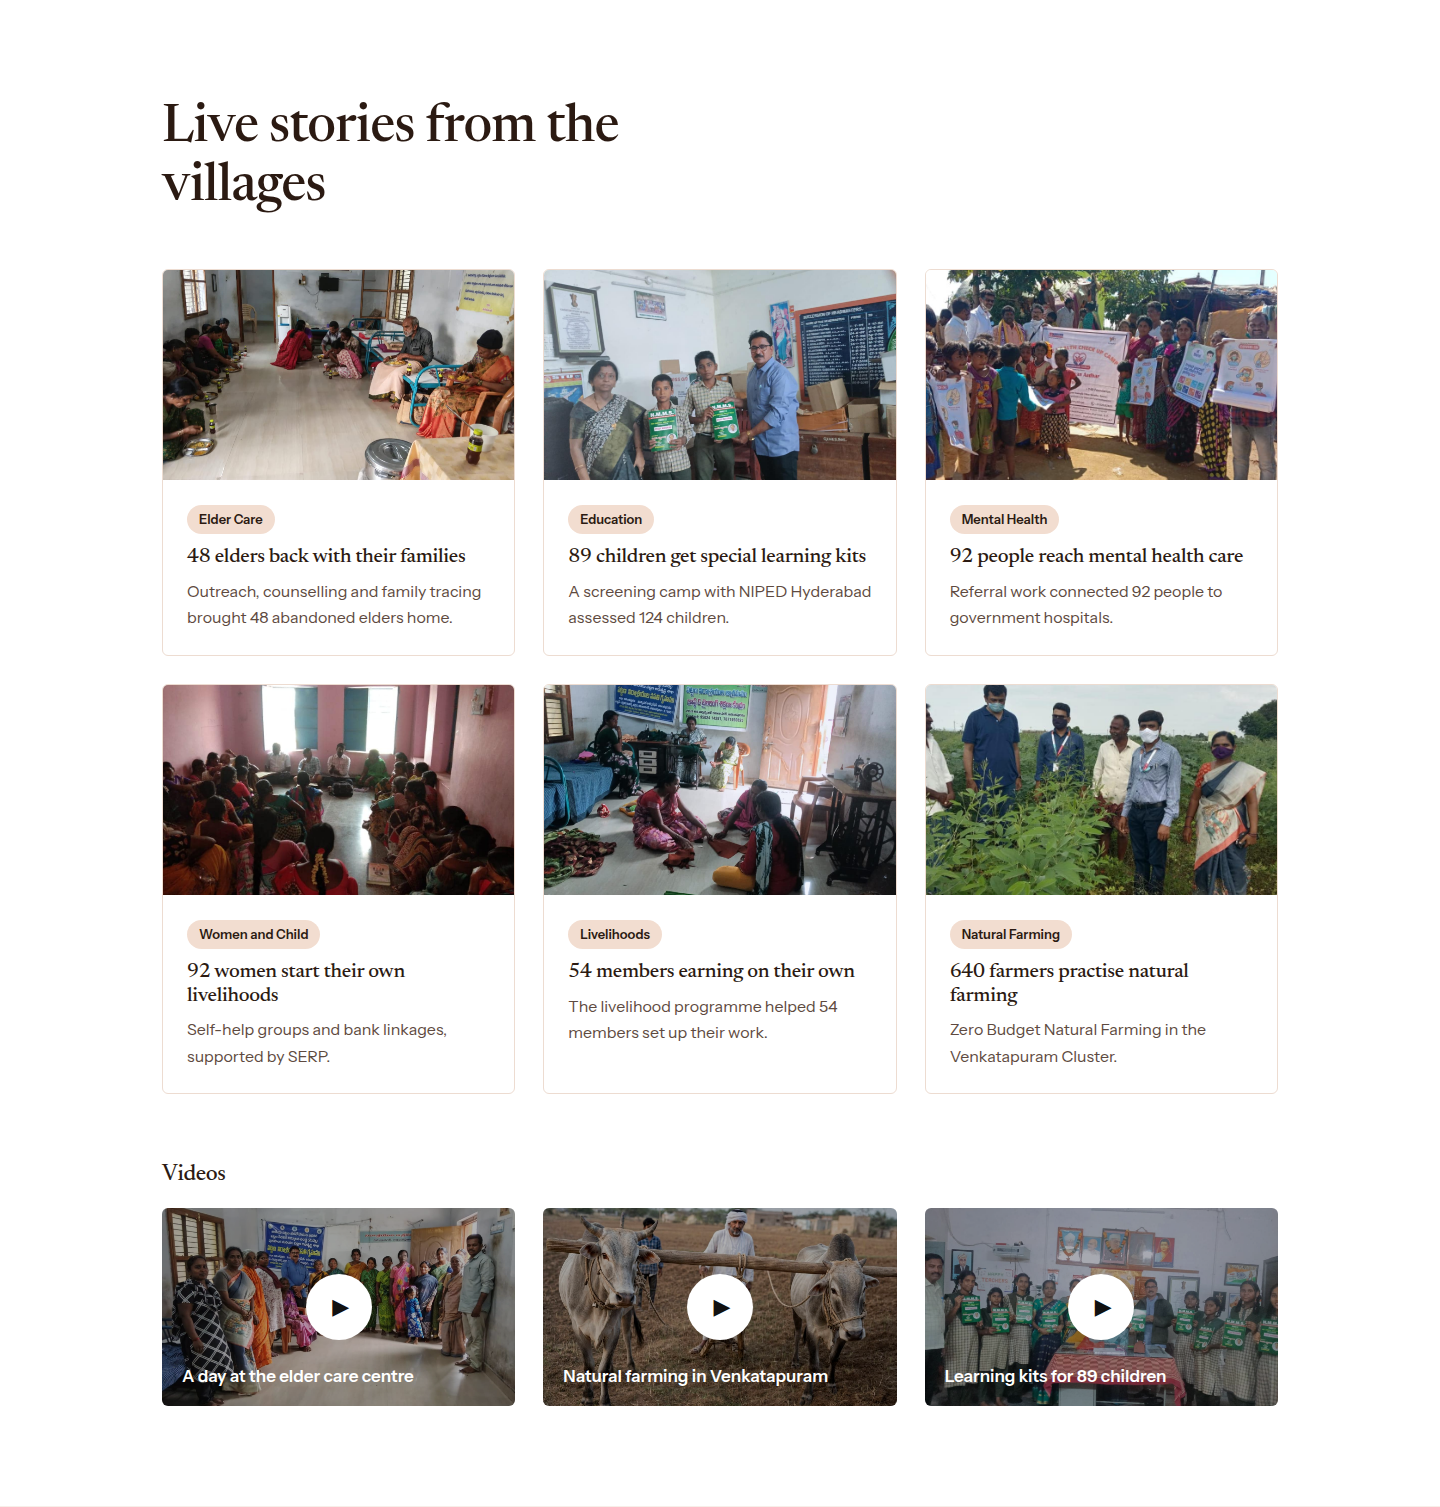 Live stories from the
villages
Elder Care
48 elders back with their families
Outreach, counselling and family tracing
brought 48 abandoned elders home.
Education
89 children get special learning kits
A screening camp with NIPED Hyderabad
assessed 124 children.
Mental Health
92 people reach mental health care
Referral work connected 92 people to
government hospitals.
Women and Child
92 women start their own
livelihoods
Self-help groups and bank linkages,
supported by SERP.
Livelihoods
54 members earning on their own
The livelihood programme helped 54
members set up their work.
Natural Farming
640 farmers practise natural
farming
Zero Budget Natural Farming in the
Venkatapuram Cluster.
Videos
A day at the elder care centre
Natural farming in Venkatapuram
Learning kits for 89 children